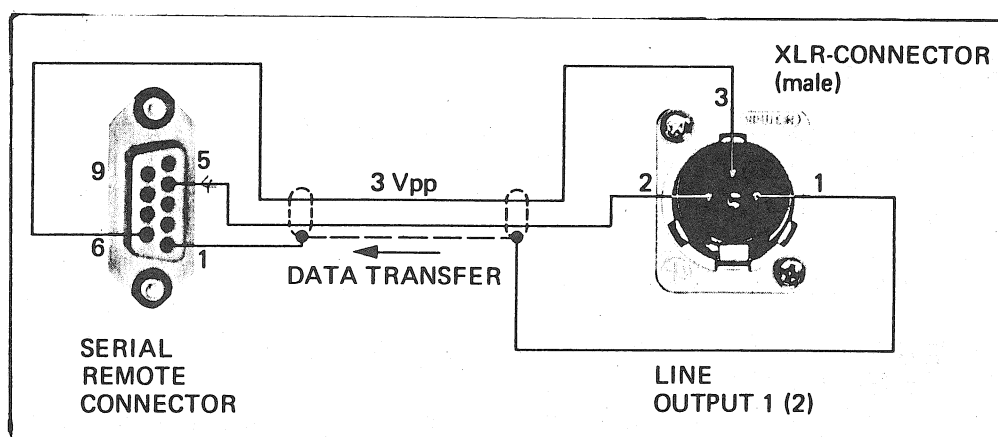 XLR-CONNECTOR
(male)
3
9
5
3 Vpp
2
1
4
6
1
DATA TRANSFER
SERIAL
REMOTE
CONNECTOR
LINE
OUTPUT 1 (2)